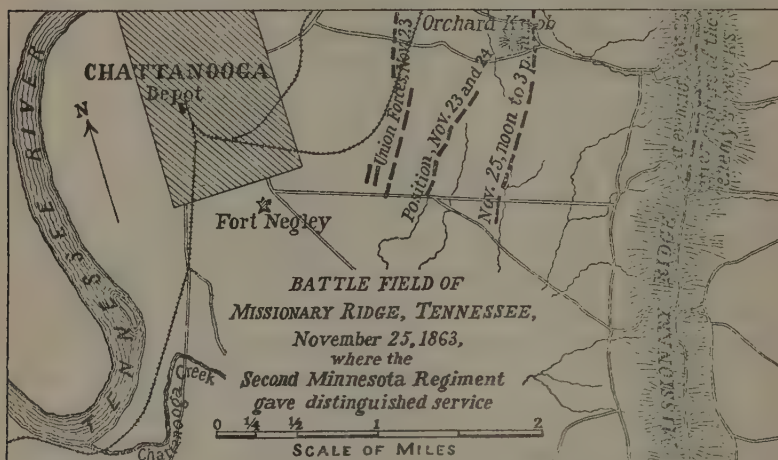 Orchard Knob
CHATTANOOGA
Depot
N
TENNESSEE RIVER
Union Forces, Nov. 23
Position, Nov. 23 and 24
Nov. 25, noon to 3 p.
Fort Negley
MISSIONARY RIDGE
BATTLE FIELD OF
MISSIONARY RIDGE, TENNESSEE,
November 25, 1863,
where the
Second Minnesota Regiment
gave distinguished service
0 ¼ ½ 1 2
SCALE OF MILES
Chattanooga Creek